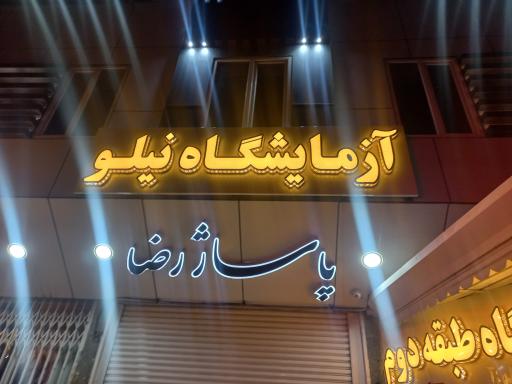 آزمایشگاه نیلو
پاساژ رضا
طبقه دوم